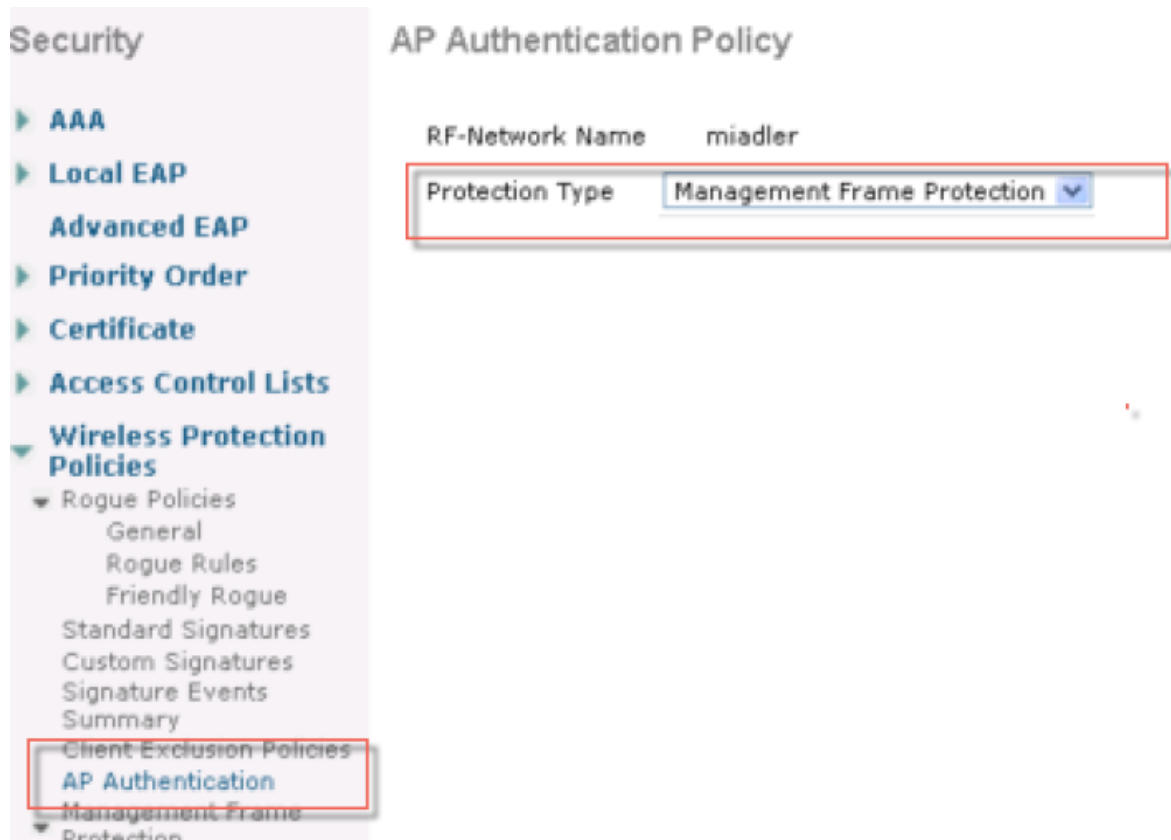 Security
AAA
Local EAP
Advanced EAP
Priority Order
Certificate
Access Control Lists
Wireless Protection
Policies
Rogue Policies
General
Rogue Rules
Friendly Rogue
Standard Signatures
Custom Signatures
Signature Events
Summary
Client Exclusion Policies
AP Authentication
Management Frame
Protection
AP Authentication Policy
RF-Network Name miadler
Protection Type Management Frame Protection